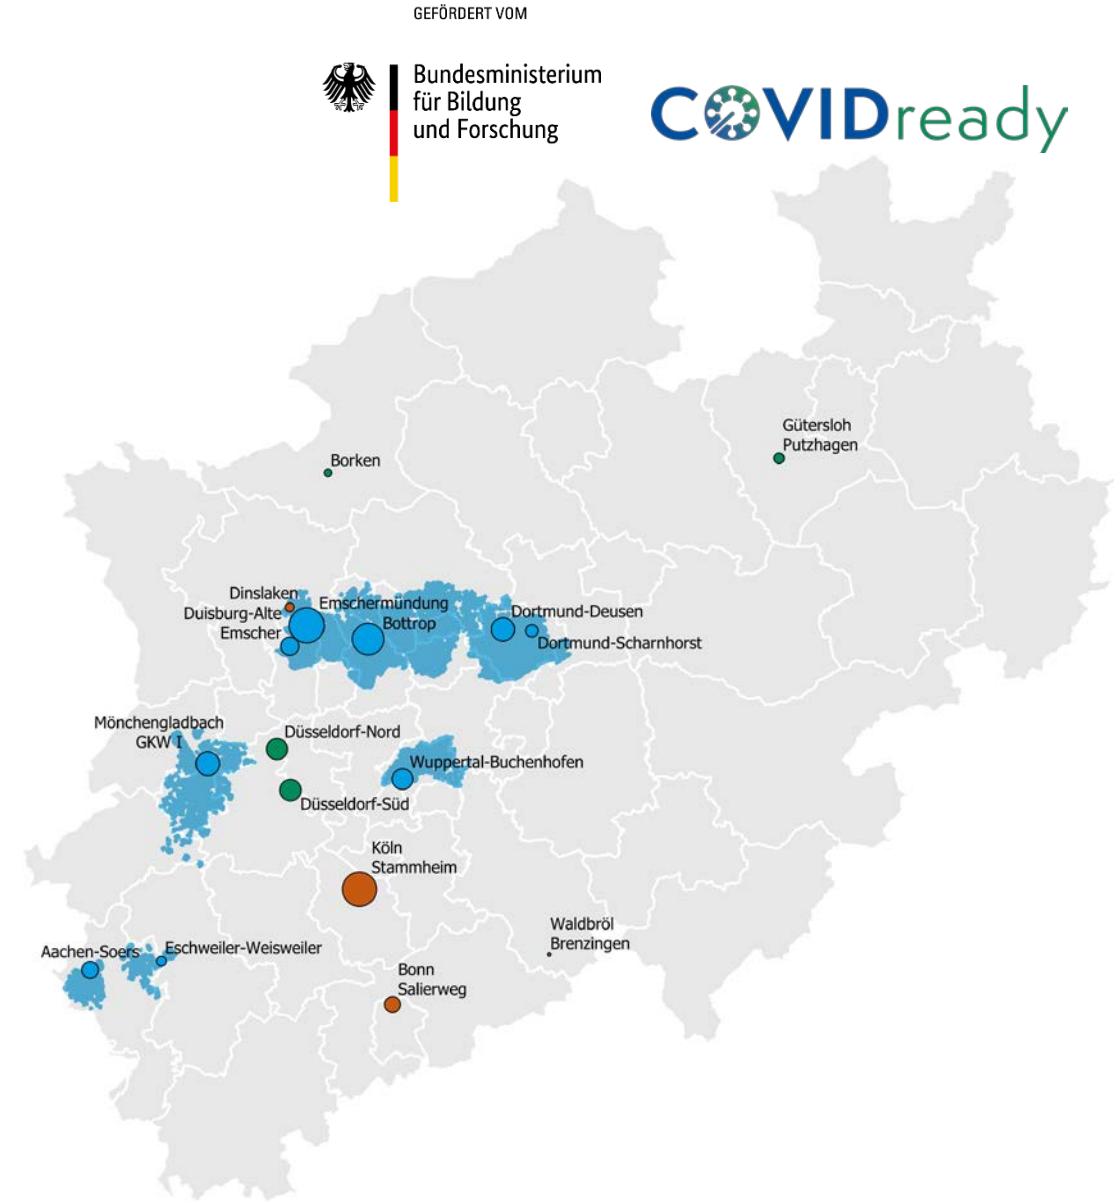 GEFÖRDERT VOM
Bundesministerium
für Bildung
und Forschung
COVIDready
Gütersloh
Putzhagen
Borken
Dinslaken
Duisburg-Alte
Emscher
Emschermündung
Bottrop
Dortmund-Deusen
Dortmund-Scharnhorst
Mönchengladbach
GKW I
Düsseldorf-Nord
Wuppertal-Buchenhofen
Düsseldorf-Süd
Köln
Stammheim
Waldbröl
Brenzingen
Aachen-Soers
Eschweiler-Weisweiler
Bonn
Salierweg